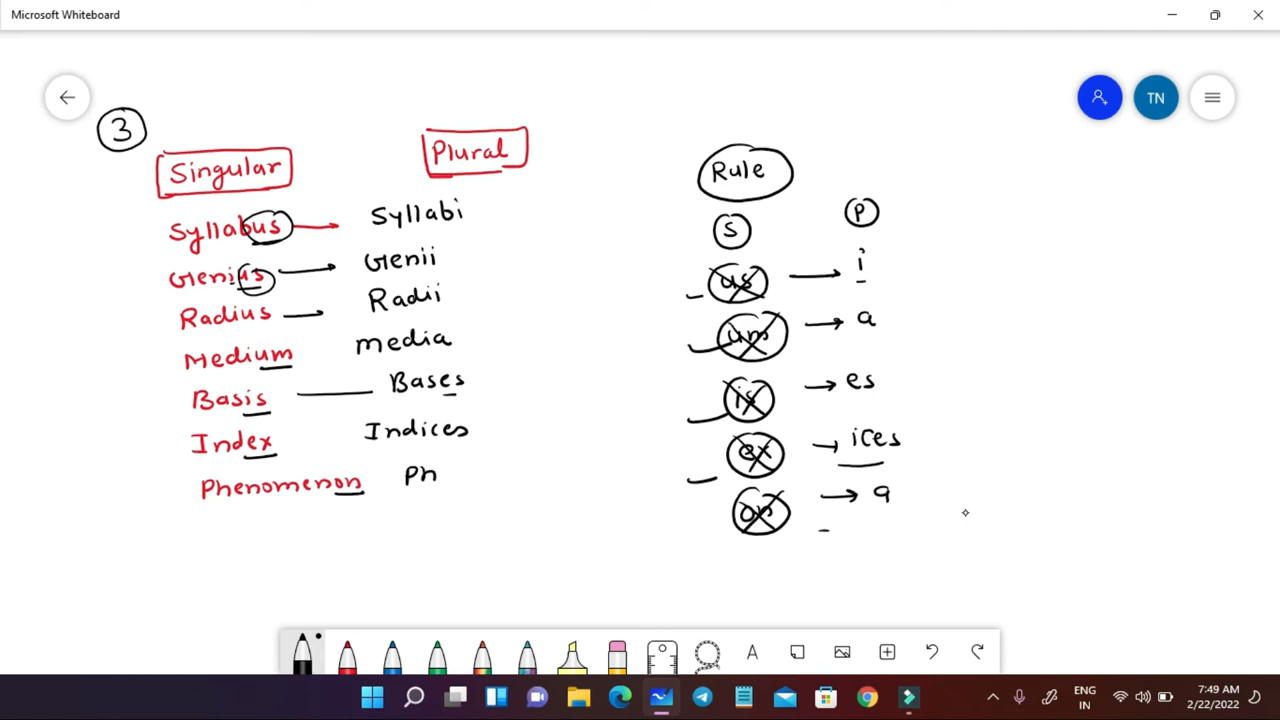 Microsoft Whiteboard
TN
3
Singular Plural Rule
S P
Syllabus Syllabi
us i
Genius Genii
Radius Radii
um a
Medium media
Basis Bases
is es
Index Indices
ex ices
Phenomenon Ph
on a
A
ENG
IN
7:49 AM
2/22/2022